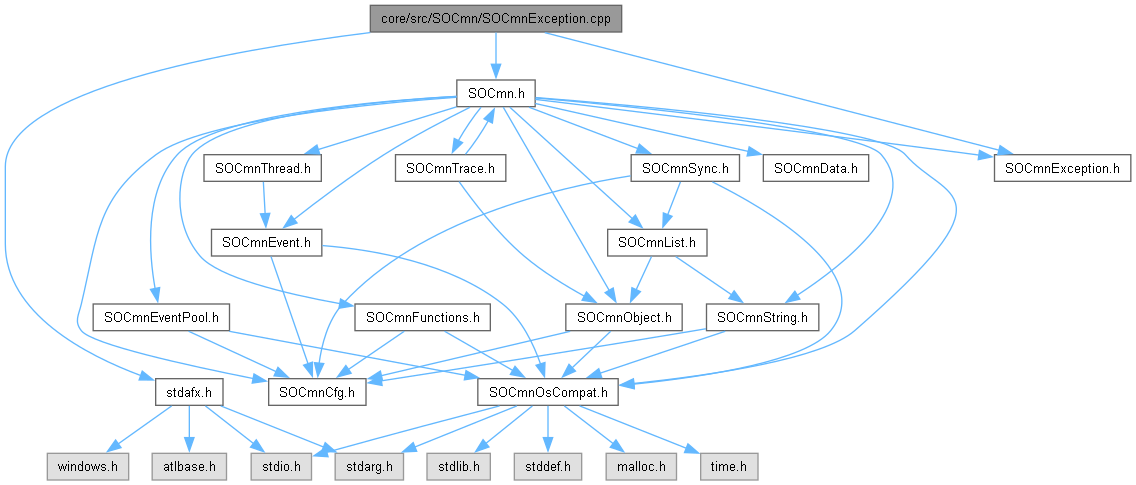 core/src/SOCmn/SOCmnException.cpp
SOCmn.h
SOCmnThread.h
SOCmnTrace.h
SOCmnSync.h
SOCmnData.h
SOCmnException.h
SOCmnEvent.h
SOCmnList.h
SOCmnEventPool.h
SOCmnFunctions.h
SOCmnObject.h
SOCmnString.h
stdafx.h
SOCmnCfg.h
SOCmnOsCompat.h
windows.h
atlbase.h
stdio.h
stdarg.h
stdlib.h
stddef.h
malloc.h
time.h